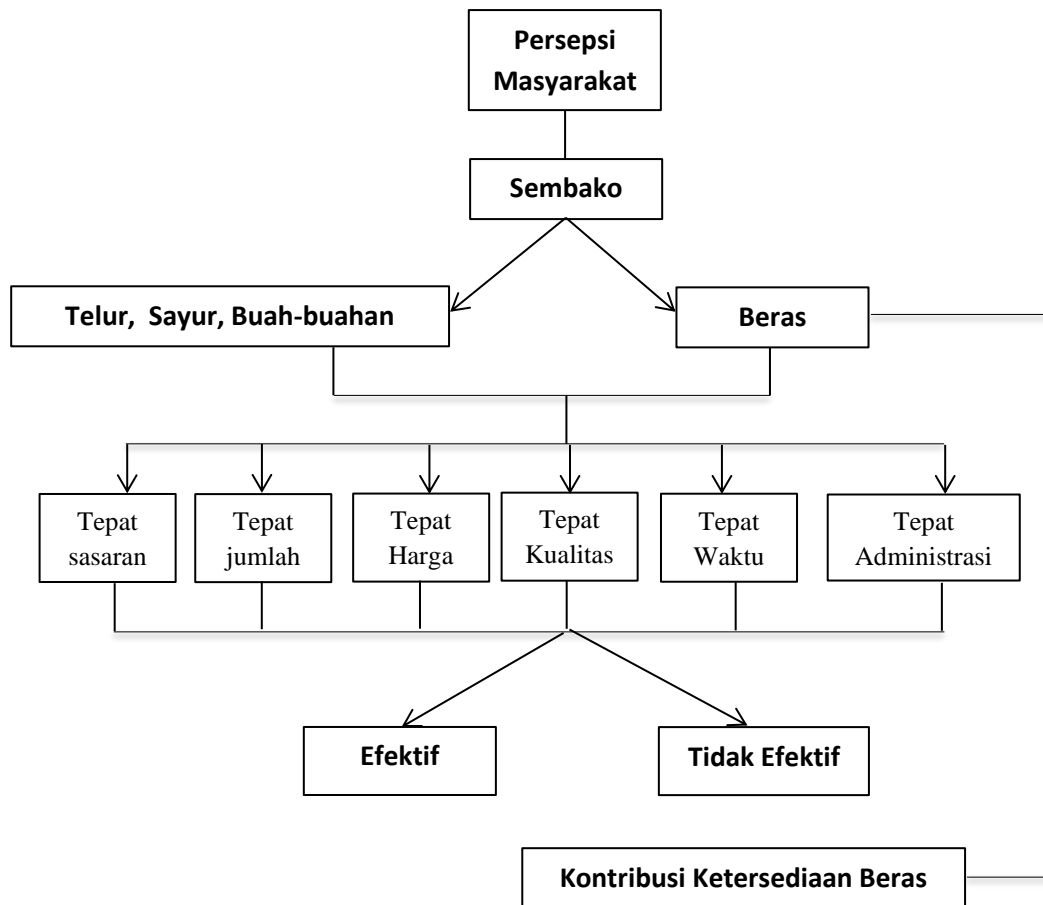 Persepsi
Masyarakat
Sembako
Telur, Sayur, Buah-buahan
Beras
Tepat
sasaran
Tepat
jumlah
Tepat
Harga
Tepat
Kualitas
Tepat
Waktu
Tepat
Administrasi
Efektif
Tidak Efektif
Kontribusi Ketersediaan Beras